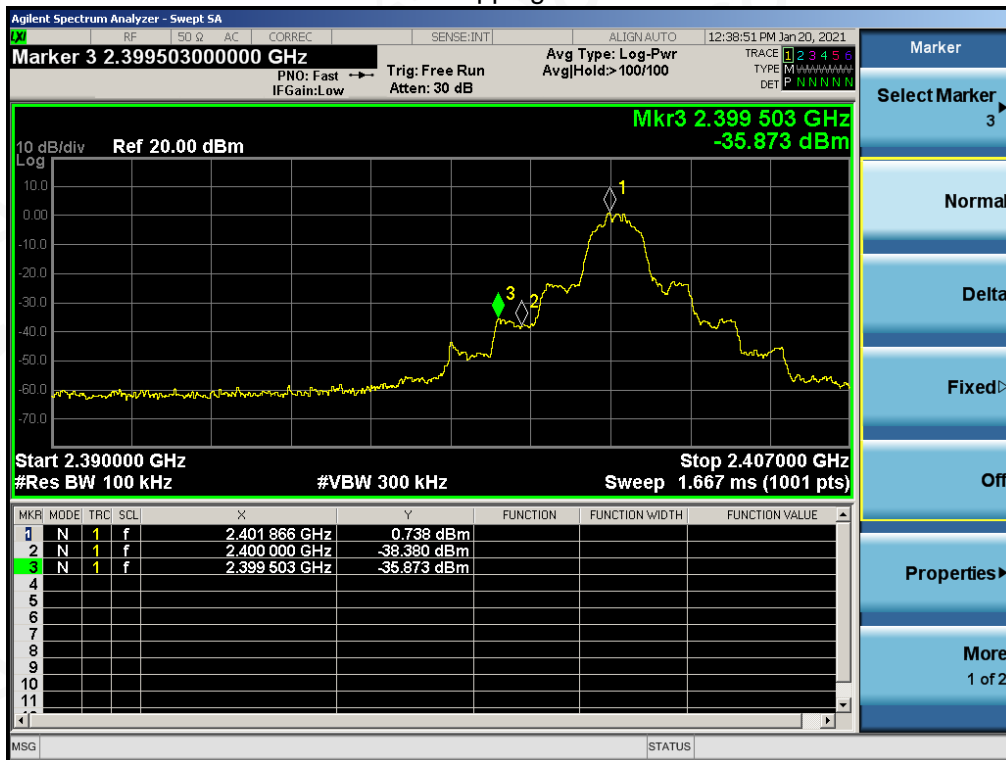 pping
Agilent Spectrum Analyzer - Swept SA
LXI RF 50 Ω AC CORREC SENSE:INT ALIGN AUTO 12:38:51 PM Jan 20, 2021
Marker 3 2.399503000000 GHz
PNO: Fast
IFGain:Low
Trig: Free Run
Atten: 30 dB
Avg Type: Log-Pwr
Avg|Hold:>100/100
TRACE 1 2 3 4 5 6
TYPE M WWWWW
DET P N N N N N
Mkr3 2.399 503 GHz
-35.873 dBm
10 dB/div Ref 20.00 dBm
Log
10.0
0.00
-10.0
-20.0
-30.0
-40.0
-50.0
-60.0
-70.0
1
3
2
Start 2.390000 GHz Stop 2.407000 GHz
#Res BW 100 kHz #VBW 300 kHz Sweep 1.667 ms (1001 pts)
MKR MODE TRC SCL X Y FUNCTION FUNCTION WIDTH FUNCTION VALUE
1 N 1 f 2.401 866 GHz 0.738 dBm
2 N 1 f 2.400 000 GHz -38.380 dBm
3 N 1 f 2.399 503 GHz -35.873 dBm
4
5
6
7
8
9
10
11
MSG STATUS
Marker
Select Marker
3
Normal
Delta
Fixed
Off
Properties
More
1 of 2